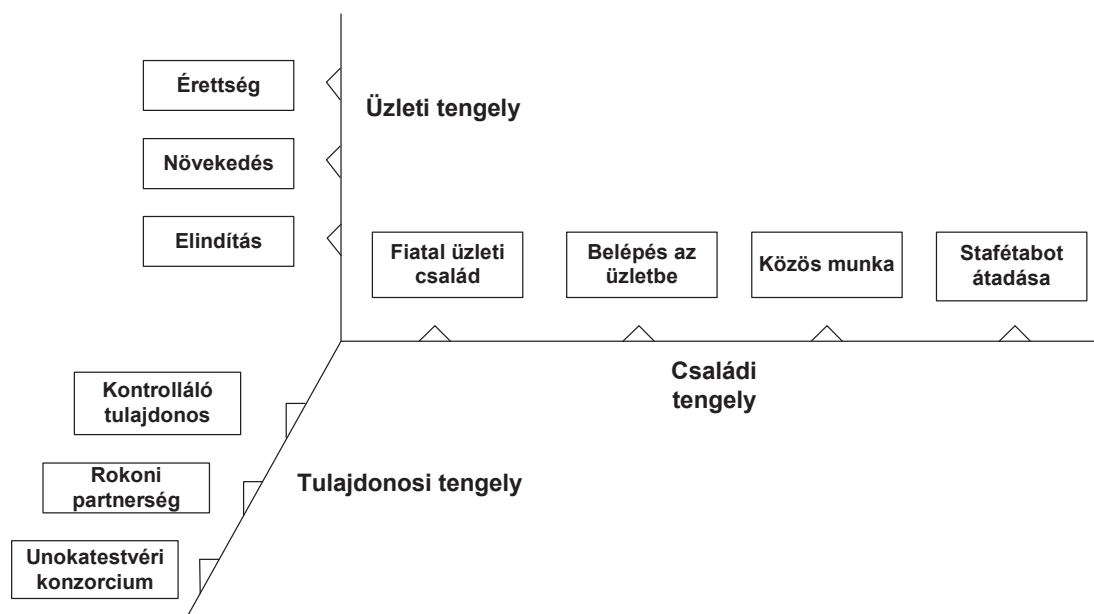 Érettség
Üzleti tengely
Növekedés
Elindítás
Fiatal üzleti
család
Belépés az
üzletbe
Közös munka
Stafétabot
átadása
Családi
tengely
Kontrolláló
tulajdonos
Rokoni
partnerség
Tulajdonosi tengely
Unokatestvéri
konzorcium